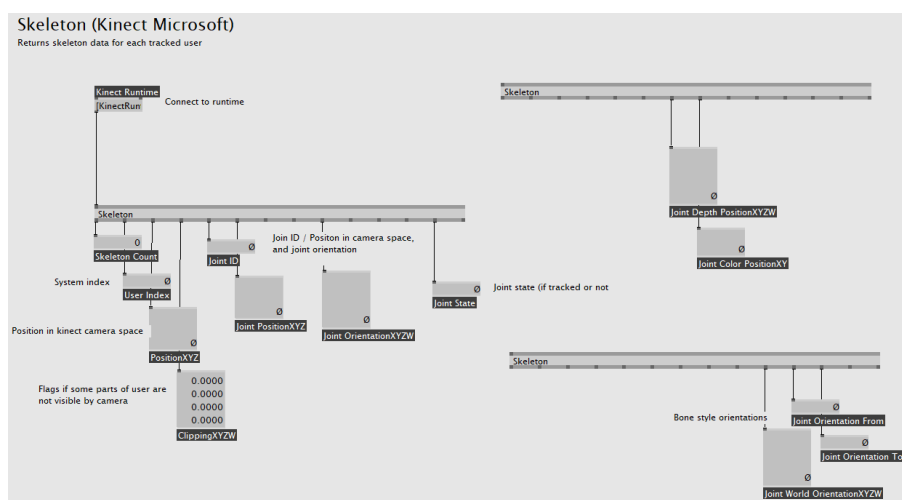 Skeleton (Kinect Microsoft)
Returns skeleton data for each tracked user
Kinect Runtime
KinectRun
Connect to runtime
Skeleton
0
Skeleton Count
System index
Ø
User Index
Position in kinect camera space
Ø
PositionXYZ
Flags if some parts of user are
not visible by camera
0.0000
0.0000
0.0000
0.0000
ClippingXYZW
Ø
Joint ID
Ø
Joint PositionXYZ
Join ID / Positon in camera space,
and joint orientation
Ø
Joint OrientationXYZW
Ø
Joint State
Joint state (if tracked or not
Skeleton
Ø
Joint Depth PositionXYZW
Ø
Joint Color PositionXY
Skeleton
Bone style orientations
Ø
Joint Orientation From
Ø
Joint Orientation To
Ø
Joint World OrientationXYZW